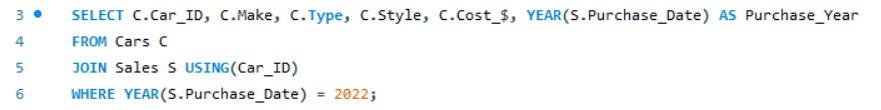 3 SELECT C.Car_ID, C.Make, C.Type, C.Style, C.Cost_$, YEAR(S.Purchase_Date) AS Purchase_Year
4 FROM Cars C
5 JOIN Sales S USING(Car_ID)
6 WHERE YEAR(S.Purchase_Date) = 2022;